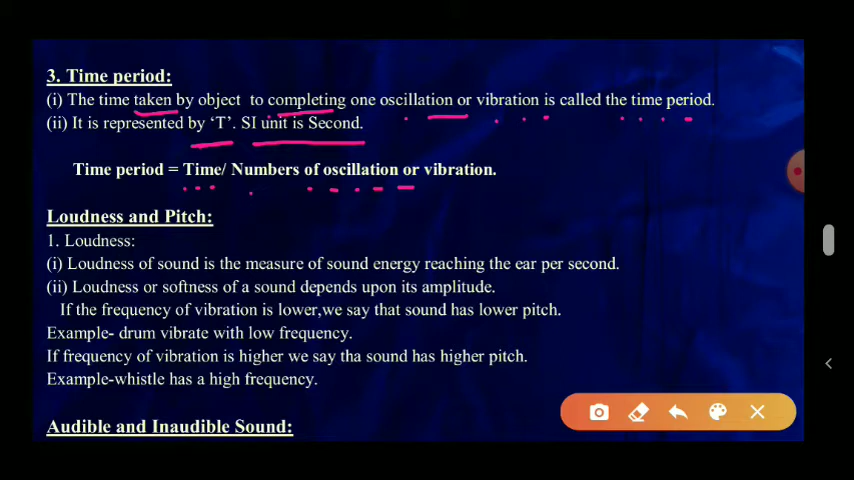 3. Time period:
(i) The time taken by object to completing one oscillation or vibration is called the time period.
(ii) It is represented by ‘T’. SI unit is Second.
Time period = Time/ Numbers of oscillation or vibration.
Loudness and Pitch:
1. Loudness:
(i) Loudness of sound is the measure of sound energy reaching the ear per second.
(ii) Loudness or softness of a sound depends upon its amplitude.
If the frequency of vibration is lower,we say that sound has lower pitch.
Example- drum vibrate with low frequency.
If frequency of vibration is higher we say tha sound has higher pitch.
Example-whistle has a high frequency.
Audible and Inaudible Sound: